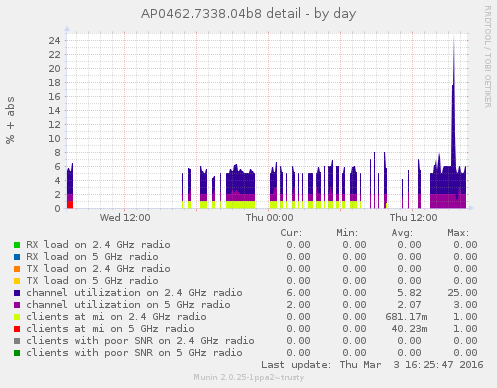 AP0462.7338.04b8 detail - by day
RRDTOOL / TOBI OETIKER
% + abs
24
22
20
18
16
14
12
10
8
6
4
2
0
Wed 12:00 Thu 00:00 Thu 12:00
Cur: Min: Avg: Max:
RX load on 2.4 GHz radio 0.00 0.00 0.00 0.00
RX load on 5 GHz radio 0.00 0.00 0.00 0.00
TX load on 2.4 GHz radio 0.00 0.00 0.00 0.00
TX load on 5 GHz radio 0.00 0.00 0.00 0.00
channel utilization on 2.4 GHz radio 6.00 0.00 5.82 25.00
channel utilization on 5 GHz radio 2.00 0.00 2.07 3.00
clients at mi on 2.4 GHz radio 0.00 0.00 681.17m 1.00
clients at mi on 5 GHz radio 0.00 0.00 40.23m 1.00
clients with poor SNR on 2.4 GHz radio 0.00 0.00 0.00 0.00
clients with poor SNR on 5 GHz radio 0.00 0.00 0.00 0.00
Last update: Thu Mar 3 16:25:47 2016
Munin 2.0.25-1ppa2~trusty